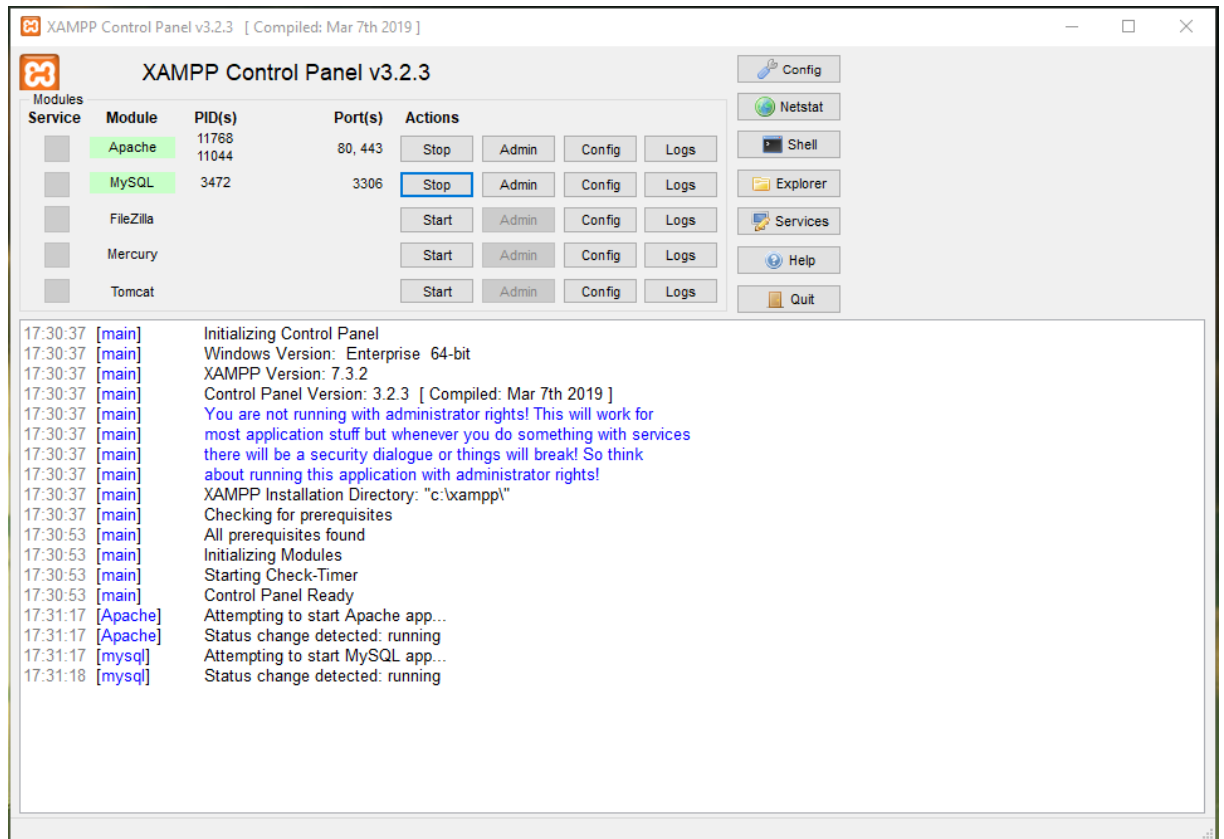 XAMPP Control Panel v3.2.3 [ Compiled: Mar 7th 2019 ]
XAMPP Control Panel v3.2.3
Config
Modules
Netstat
Service Module PID(s) Port(s) Actions
Apache 11768 11044 80, 443 Stop Admin Config Logs
Shell
MySQL 3472 3306 Stop Admin Config Logs
Explorer
FileZilla Start Admin Config Logs
Services
Mercury Start Admin Config Logs
Help
Tomcat Start Admin Config Logs
Quit
17:30:37 [main] Initializing Control Panel
17:30:37 [main] Windows Version: Enterprise 64-bit
17:30:37 [main] XAMPP Version: 7.3.2
17:30:37 [main] Control Panel Version: 3.2.3 [ Compiled: Mar 7th 2019 ]
17:30:37 [main] You are not running with administrator rights! This will work for
17:30:37 [main] most application stuff but whenever you do something with services
17:30:37 [main] there will be a security dialogue or things will break! So think
17:30:37 [main] about running this application with administrator rights!
17:30:37 [main] XAMPP Installation Directory: "c:\xampp\"
17:30:37 [main] Checking for prerequisites
17:30:53 [main] All prerequisites found
17:30:53 [main] Initializing Modules
17:30:53 [main] Starting Check-Timer
17:30:53 [main] Control Panel Ready
17:31:17 [Apache] Attempting to start Apache app...
17:31:17 [Apache] Status change detected: running
17:31:17 [mysql] Attempting to start MySQL app...
17:31:18 [mysql] Status change detected: running